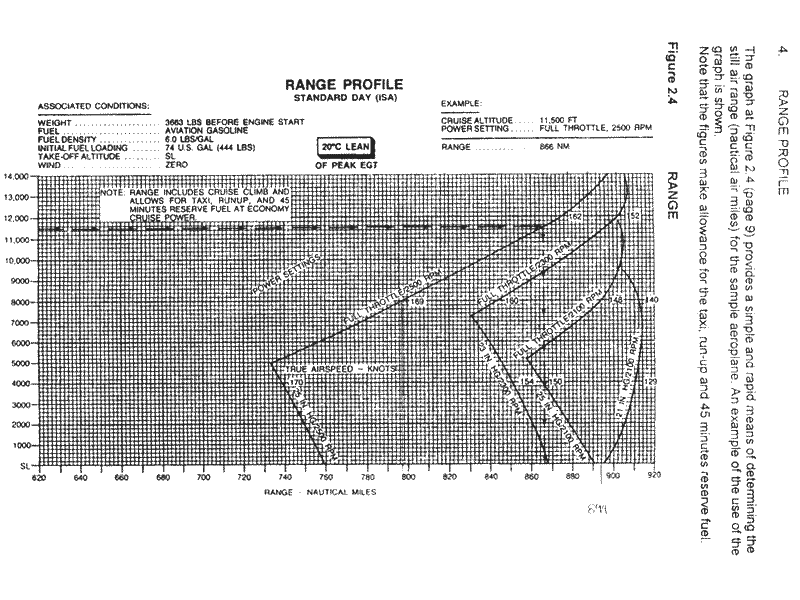 4. RANGE PROFILE
The graph at Figure 2.4 (page 9) provides a simple and rapid means of determining the
still air range (nautical air miles) for the sample aeroplane. An example of the use of the
graph is shown.
Note that the figures make allowance for the taxi, run-up and 45 minutes reserve fuel.
Figure 2.4 RANGE
RANGE PROFILE
STANDARD DAY (ISA)
ASSOCIATED CONDITIONS:
WEIGHT ................ 3663 LBS BEFORE ENGINE START
FUEL .................. AVIATION GASOLINE
FUEL DENSITY .......... 6.0 LBS/GAL
INITIAL FUEL LOADING ... 74 U.S. GAL (444 LBS)
TAKE-OFF ALTITUDE ...... SL
WIND .................. ZERO
20°C LEAN
OF PEAK EGT
EXAMPLE:
CRUISE ALTITUDE ..... 11,500 FT
POWER SETTING ...... FULL THROTTLE, 2500 RPM
RANGE .......... 866 NM
NOTE: RANGE INCLUDES CRUISE CLIMB AND
ALLOWS FOR TAXI, RUNUP, AND 45
MINUTES RESERVE FUEL AT ECONOMY
CRUISE POWER.
14,000
13,000
12,000
11,000
10,000
9000
8000
7000
6000
5000
4000
3000
2000
1000
SL
POWER SETTINGS
FULL THROTTLE/2500 RPM
FULL THROTTLE/2300 RPM
FULL THROTTLE/2100 RPM
TRUE AIRSPEED – KNOTS
25 IN. HG/2500 RPM
25 IN. HG/2100 RPM
21 IN. HG/2100 RPM
162
152
169
160
148
140
170
154
150
129
620 640 660 680 700 720 740 760 780 800 820 840 860 880 900 920
RANGE - NAUTICAL MILES